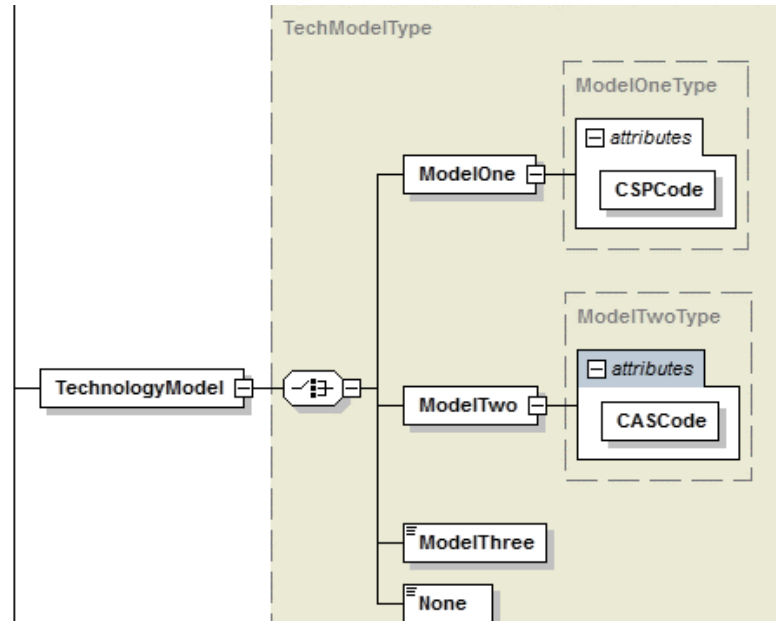 TechModelType
ModelOneType
attributes
ModelOne
CSPCode
ModelTwoType
attributes
TechnologyModel
ModelTwo
CASCode
ModelThree
None